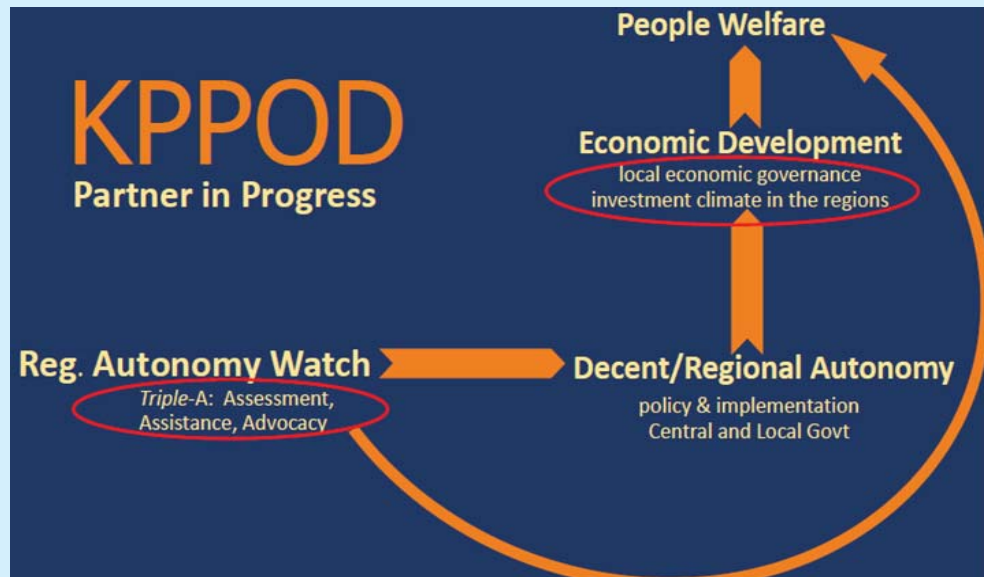 KPPOD
Partner in Progress
People Welfare
Economic Development
local economic governance
investment climate in the regions
Reg. Autonomy Watch
Triple-A: Assessment,
Assistance, Advocacy
Decent/Regional Autonomy
policy & implementation
Central and Local Govt